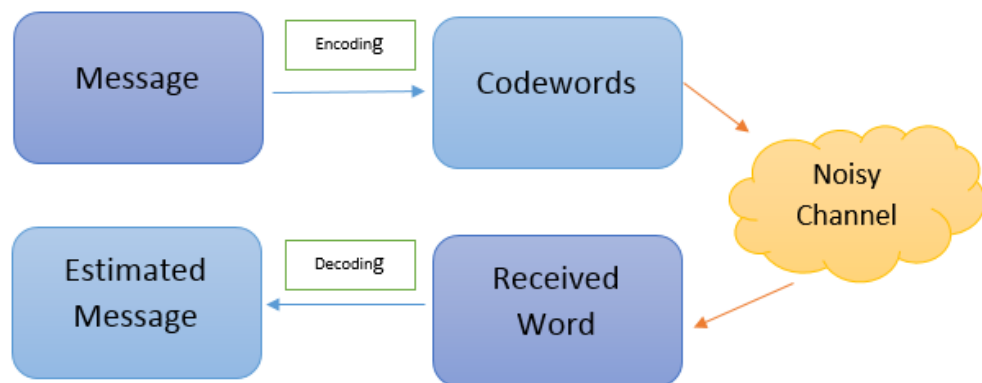 Message
Encoding
Codewords
Noisy
Channel
Estimated
Message
Decoding
Received
Word